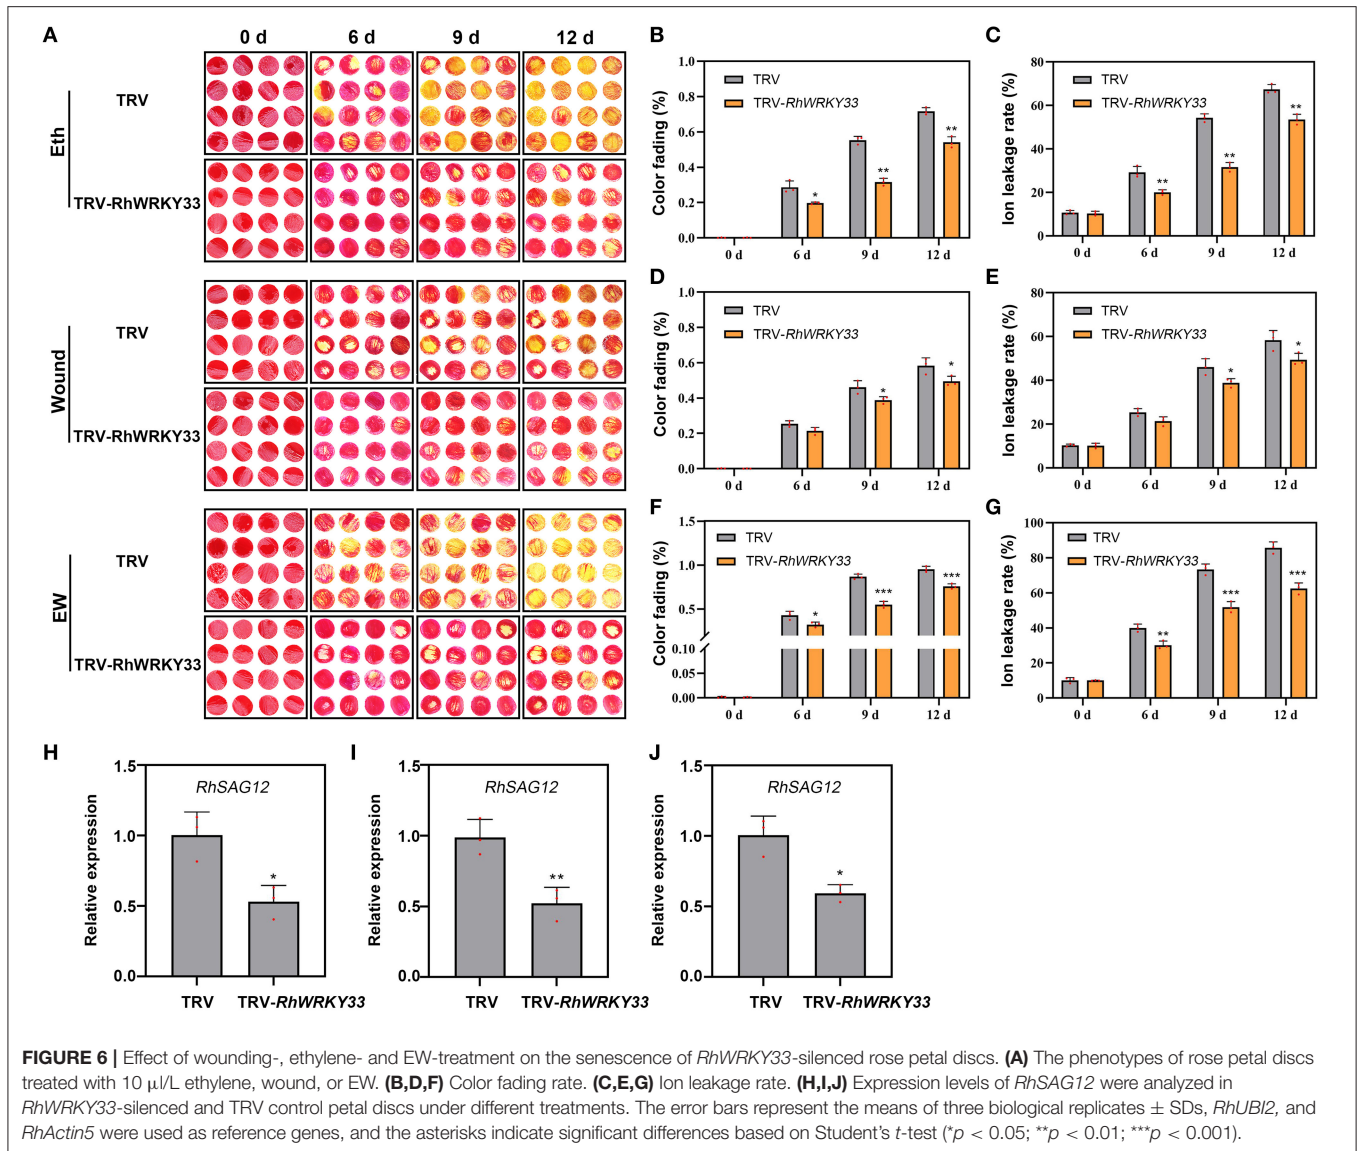 A
0 d 6 d 9 d 12 d
Eth
TRV
TRV-RhWRKY33
Wound
TRV
TRV-RhWRKY33
EW
TRV
TRV-RhWRKY33
B
Color fading (%)
1.0
0.8
0.6
0.4
0.2
0.0
TRV
TRV-RhWRKY33
*
**
**
0 d 6 d 9 d 12 d
C
Ion leakage rate (%)
80
60
40
20
0
TRV
TRV-RhWRKY33
**
**
**
0 d 6 d 9 d 12 d
D
Color fading (%)
1.0
0.8
0.6
0.4
0.2
0.0
TRV
TRV-RhWRKY33
*
*
0 d 6 d 9 d 12 d
E
Ion leakage rate (%)
80
60
40
20
0
TRV
TRV-RhWRKY33
*
*
0 d 6 d 9 d 12 d
F
Color fading (%)
1.5
1.0
0.5
0.10
0.05
0.00
TRV
TRV-RhWRKY33
*
***
***
0 d 6 d 9 d 12 d
G
Ion leakage rate (%)
100
80
60
40
20
0
TRV
TRV-RhWRKY33
**
***
***
0 d 6 d 9 d 12 d
H
Relative expression
1.5
1.0
0.5
0.0
RhSAG12
*
TRV TRV-RhWRKY33
I
Relative expression
1.5
1.0
0.5
0.0
RhSAG12
**
TRV TRV-RhWRKY33
J
Relative expression
1.5
1.0
0.5
0.0
RhSAG12
*
TRV TRV-RhWRKY33
FIGURE 6 | Effect of wounding-, ethylene- and EW-treatment on the senescence of RhWRKY33-silenced rose petal discs. (A) The phenotypes of rose petal discs
treated with 10 μl/L ethylene, wound, or EW. (B,D,F) Color fading rate. (C,E,G) Ion leakage rate. (H,I,J) Expression levels of RhSAG12 were analyzed in
RhWRKY33-silenced and TRV control petal discs under different treatments. The error bars represent the means of three biological replicates ± SDs, RhUBI2, and
RhActin5 were used as reference genes, and the asterisks indicate significant differences based on Student's t-test (*p < 0.05; **p < 0.01; ***p < 0.001).